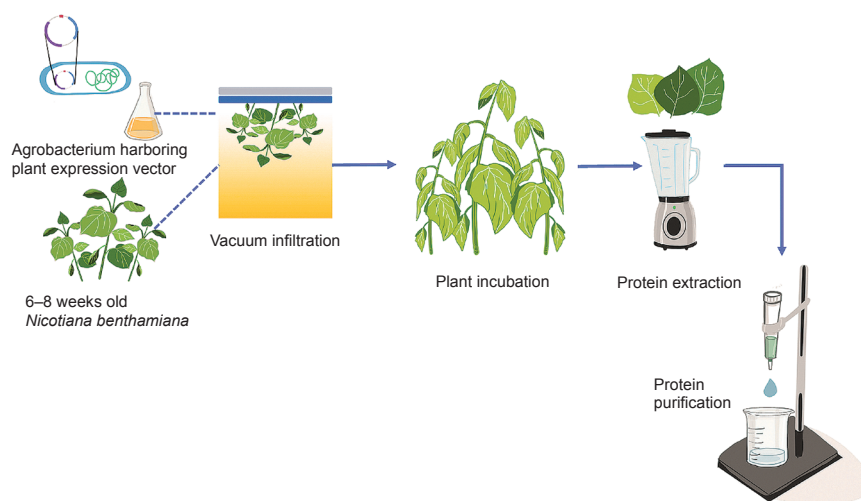 Agrobacterium harboring
plant expression vector
6–8 weeks old
Nicotiana benthamiana
Vacuum infiltration
Plant incubation
Protein extraction
Protein
purification